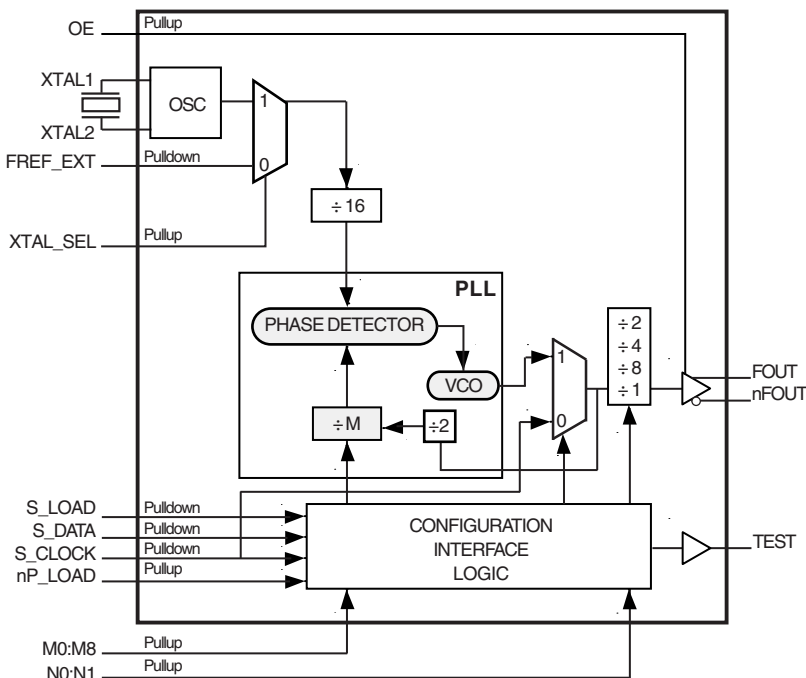 OE Pullup
XTAL1
OSC
1
XTAL2
FREF_EXT Pulldown
0
÷ 16
XTAL_SEL Pullup
PLL
PHASE DETECTOR
÷ 2
÷ 4
÷ 8
÷ 1
1
VCO
FOUT
nFOUT
÷ M
÷2
0
S_LOAD Pulldown
S_DATA Pulldown
S_CLOCK Pulldown
nP_LOAD Pullup
CONFIGURATION
INTERFACE
LOGIC
TEST
M0:M8 Pullup
N0:N1 Pullup